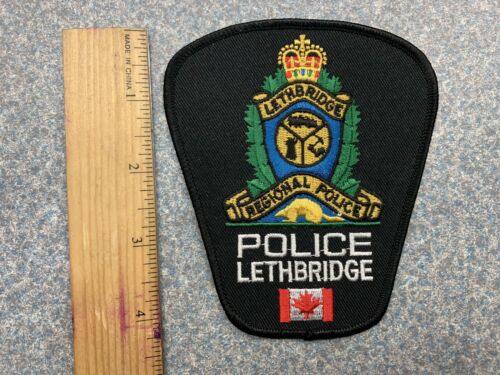 MADE IN CHINA
1
2
3
4
LETHBRIDGE
REGIONAL POLICE
POLICE
LETHBRIDGE